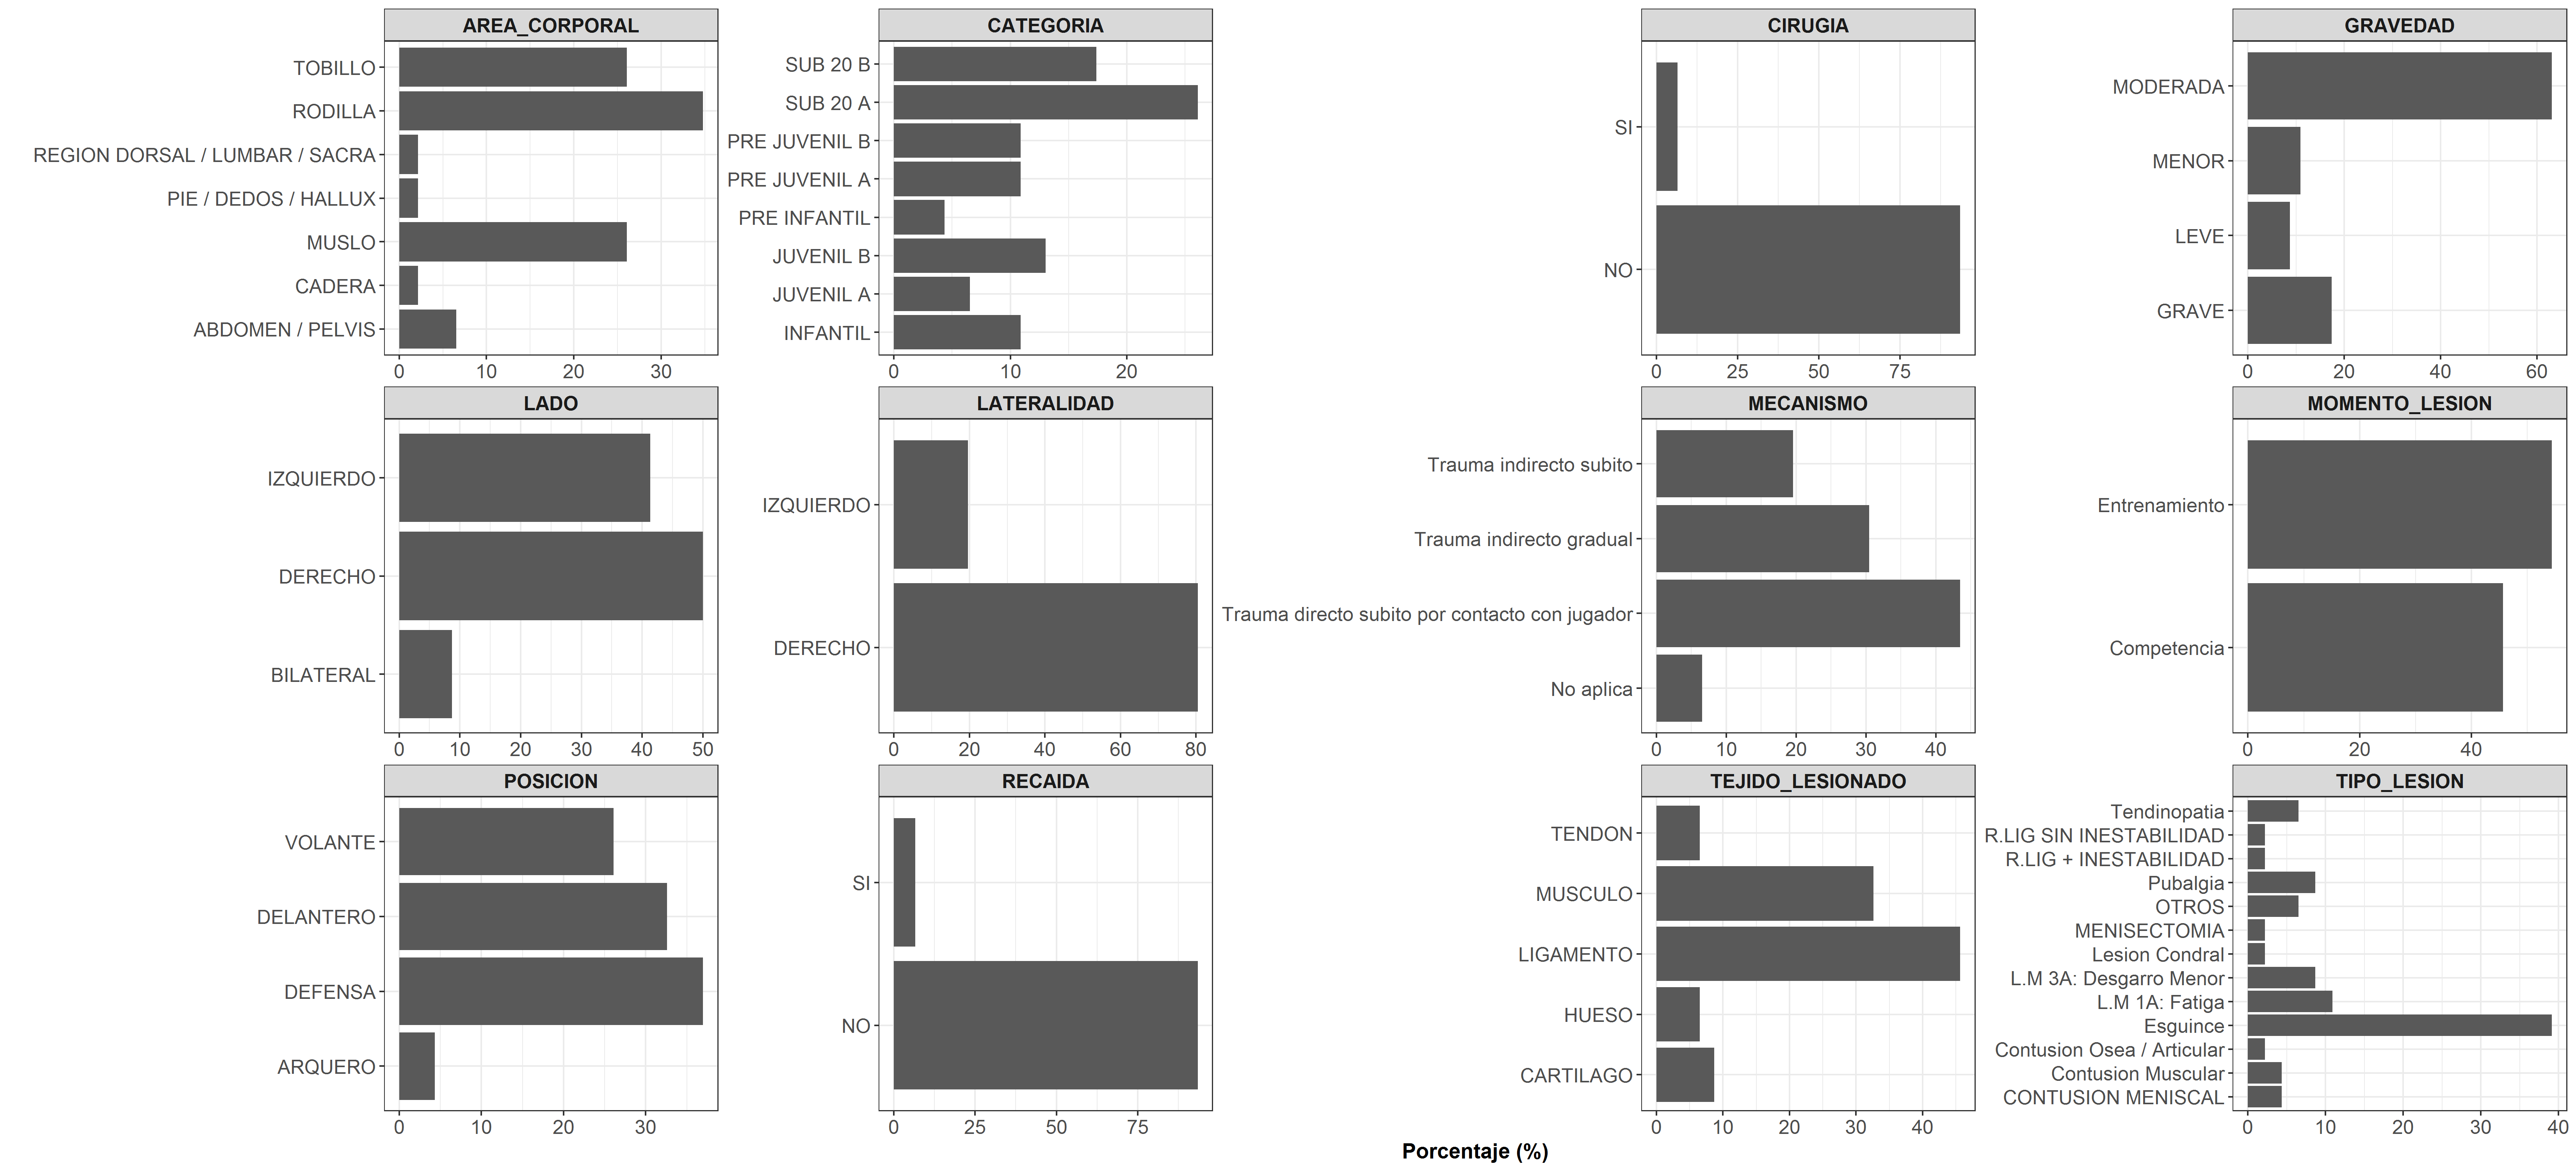 AREA_CORPORAL
TOBILLO
RODILLA
REGION DORSAL / LUMBAR / SACRA
PIE / DEDOS / HALLUX
MUSLO
CADERA
ABDOMEN / PELVIS
0 10 20 30
CATEGORIA
SUB 20 B
SUB 20 A
PRE JUVENIL B
PRE JUVENIL A
PRE INFANTIL
JUVENIL B
JUVENIL A
INFANTIL
0 10 20
CIRUGIA
SI
NO
0 25 50 75
GRAVEDAD
MODERADA
MENOR
LEVE
GRAVE
0 20 40 60
LADO
IZQUIERDO
DERECHO
BILATERAL
0 10 20 30 40 50
LATERALIDAD
IZQUIERDO
DERECHO
0 20 40 60 80
MECANISMO
Trauma indirecto subito
Trauma indirecto gradual
Trauma directo subito por contacto con jugador
No aplica
0 10 20 30 40
MOMENTO_LESION
Entrenamiento
Competencia
0 20 40
POSICION
VOLANTE
DELANTERO
DEFENSA
ARQUERO
0 10 20 30
RECAIDA
SI
NO
0 25 50 75
TEJIDO_LESIONADO
TENDON
MUSCULO
LIGAMENTO
HUESO
CARTILAGO
0 10 20 30 40
TIPO_LESION
Tendinopatia
R.LIG SIN INESTABILIDAD
R.LIG + INESTABILIDAD
Pubalgia
OTROS
MENISECTOMIA
Lesion Condral
L.M 3A: Desgarro Menor
L.M 1A: Fatiga
Esguince
Contusion Osea / Articular
Contusion Muscular
CONTUSION MENISCAL
0 10 20 30 40
Porcentaje (%)